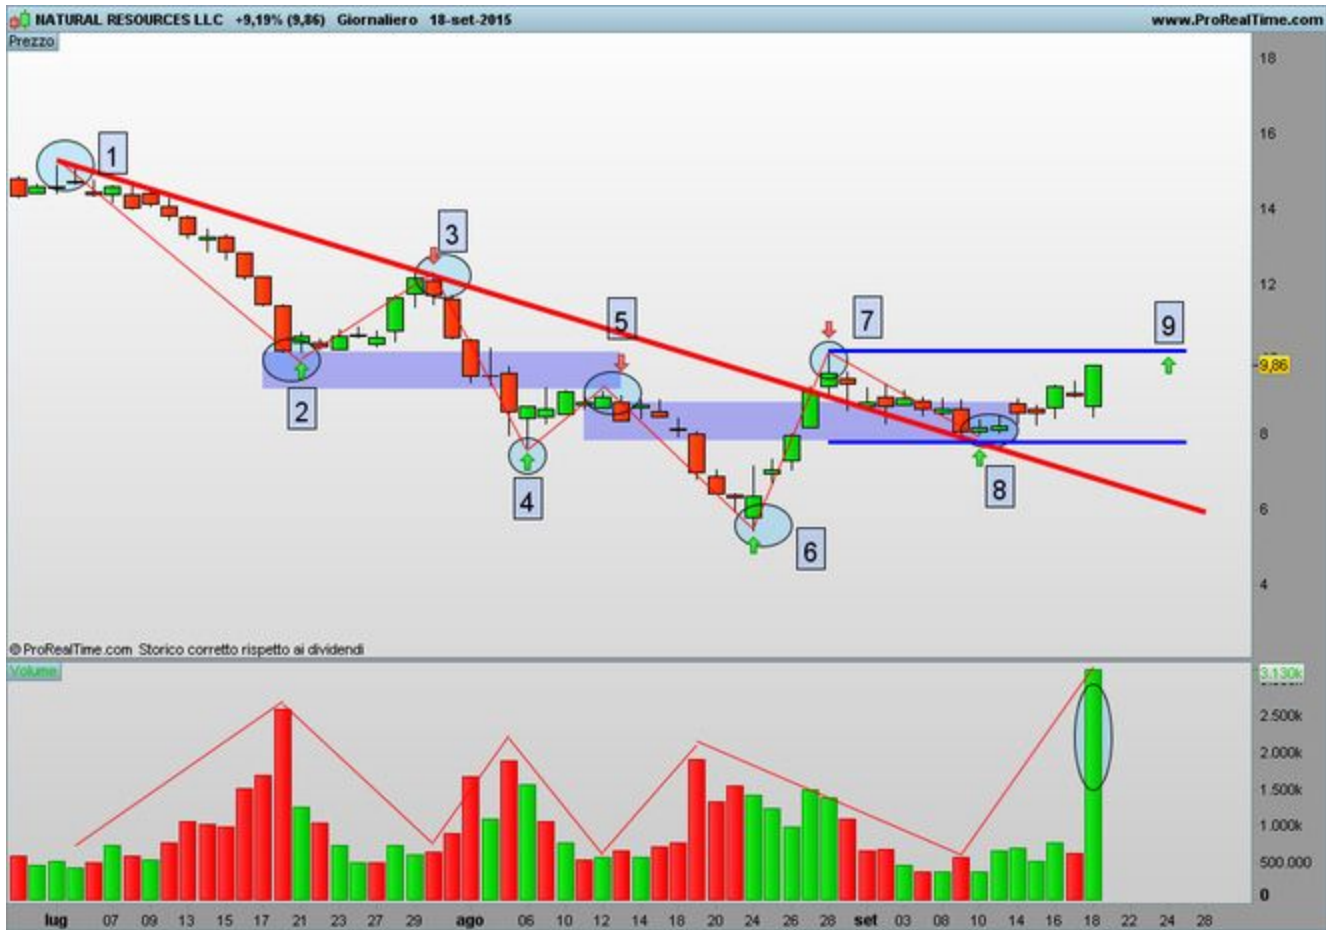 NATURAL RESOURCES LLC +9,19% (9,86) Giornaliero 18-set-2015 www.ProRealTime.com
Prezzo
18
16
14
12
9,86
8
6
4
1
2
3
4
5
6
7
8
9
© ProRealTime.com Storico corretto rispetto ai dividendi
Volume
3.130k
2.500k
2.000k
1.500k
1.000k
500.000
0
lug 07 09 13 15 17 21 23 27 29 ago 06 10 12 14 18 20 24 26 28 set 03 08 10 14 16 18 22 24 28